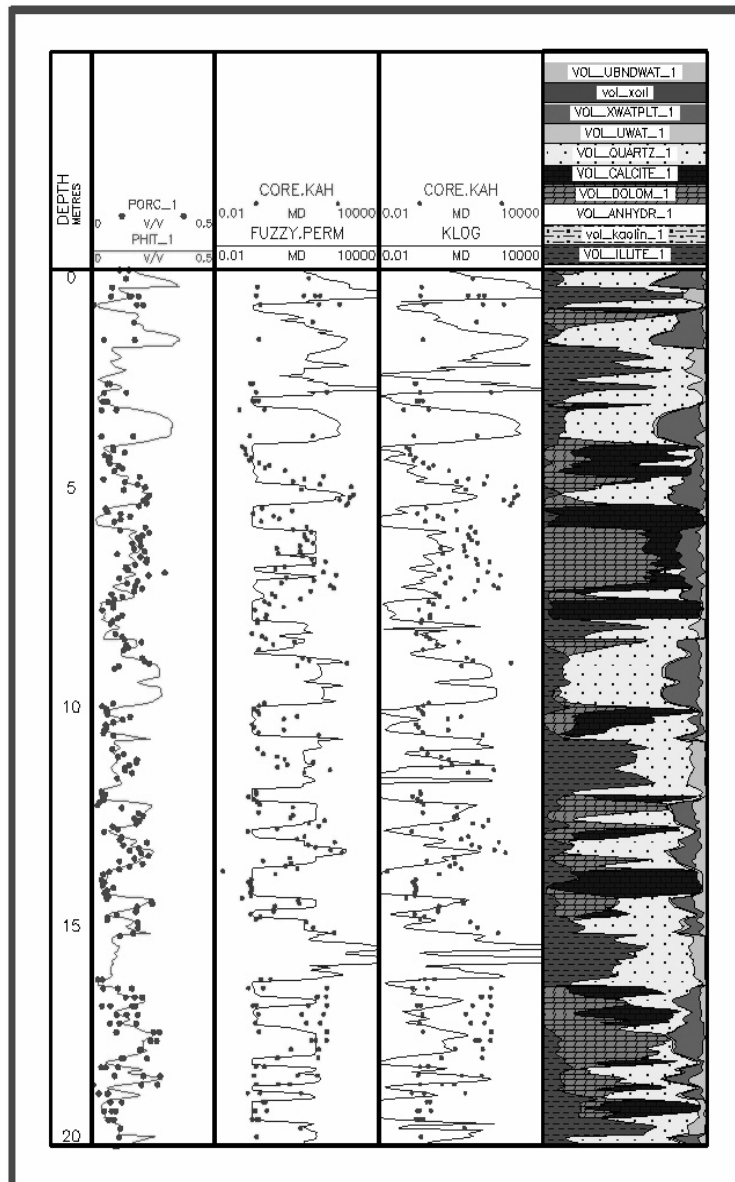 VOL_UBNDWAT_1
vol_xoil
VOL_XWATPLT_1
VOL_UWAT_1
VOL_QUARTZ_1
VOL_CALCITE_1
VOL_DOLOM_1
VOL_ANHYDR_1
vol_kaolin_1
VOL_ILLITE_1
DEPTH
METRES
PORC_1
0 V/V 0.5
PHIT_1
0 V/V 0.5
CORE.KAH
0.01 MD 10000
FUZZY.PERM
0.01 MD 10000
CORE.KAH
0.01 MD 10000
KLOG
0.01 MD 10000
0
5
10
15
20